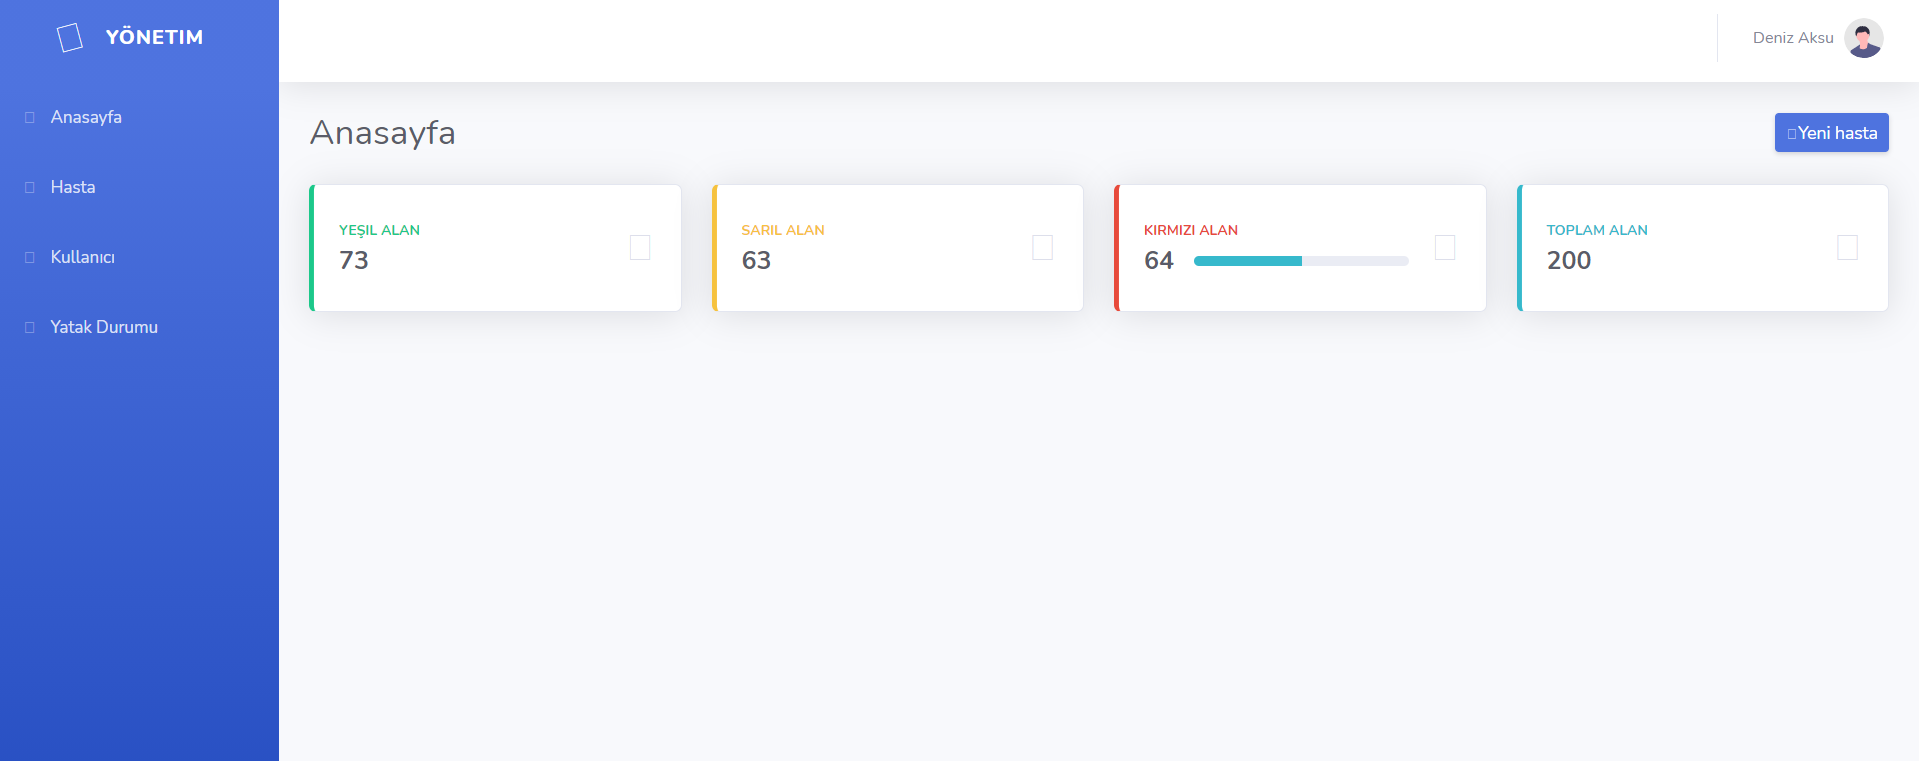 YÖNETIM
Deniz Aksu
Anasayfa
Hasta
Kullanıcı
Yatak Durumu
Anasayfa
Yeni hasta
YEŞIL ALAN
73
SARIL ALAN
63
KIRMIZI ALAN
64
TOPLAM ALAN
200